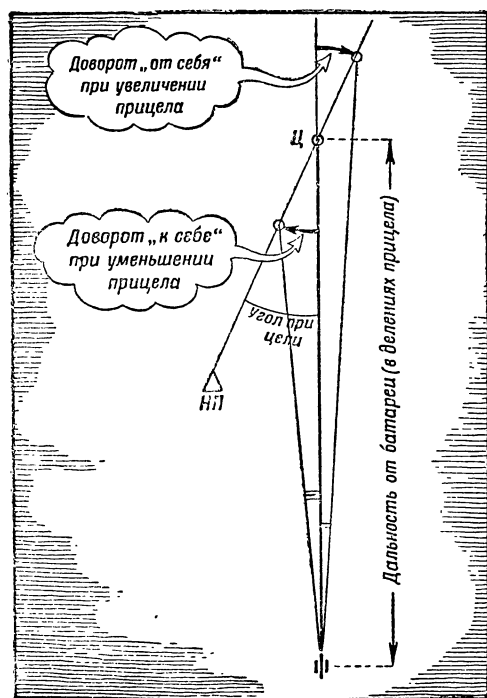 Доворот „от себя“
при увеличении
прицела
Ц
Доворот „к себе“
при уменьшении
прицела
угол при
цели
НП
Дальность от батареи (в делениях прицела)